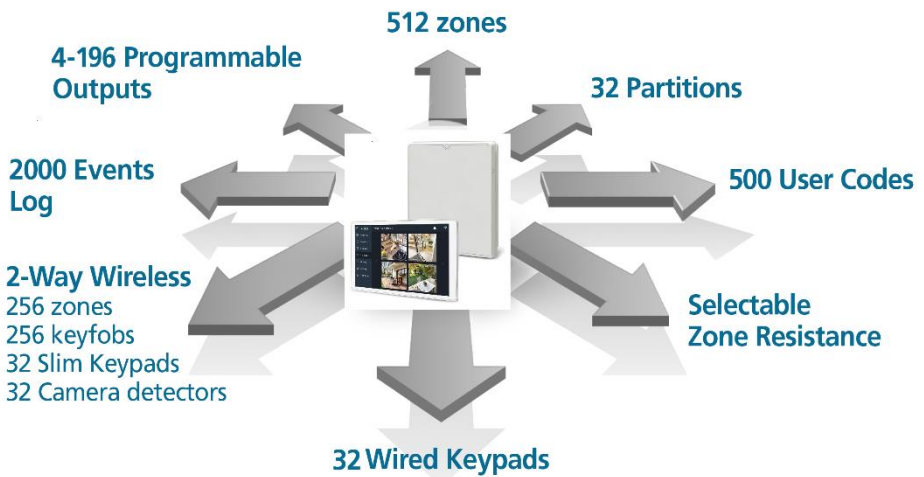 512 zones
4-196 Programmable
Outputs
32 Partitions
2000 Events
Log
500 User Codes
2-Way Wireless
256 zones
256 keyfobs
32 Slim Keypads
32 Camera detectors
Selectable
Zone Resistance
32 Wired Keypads